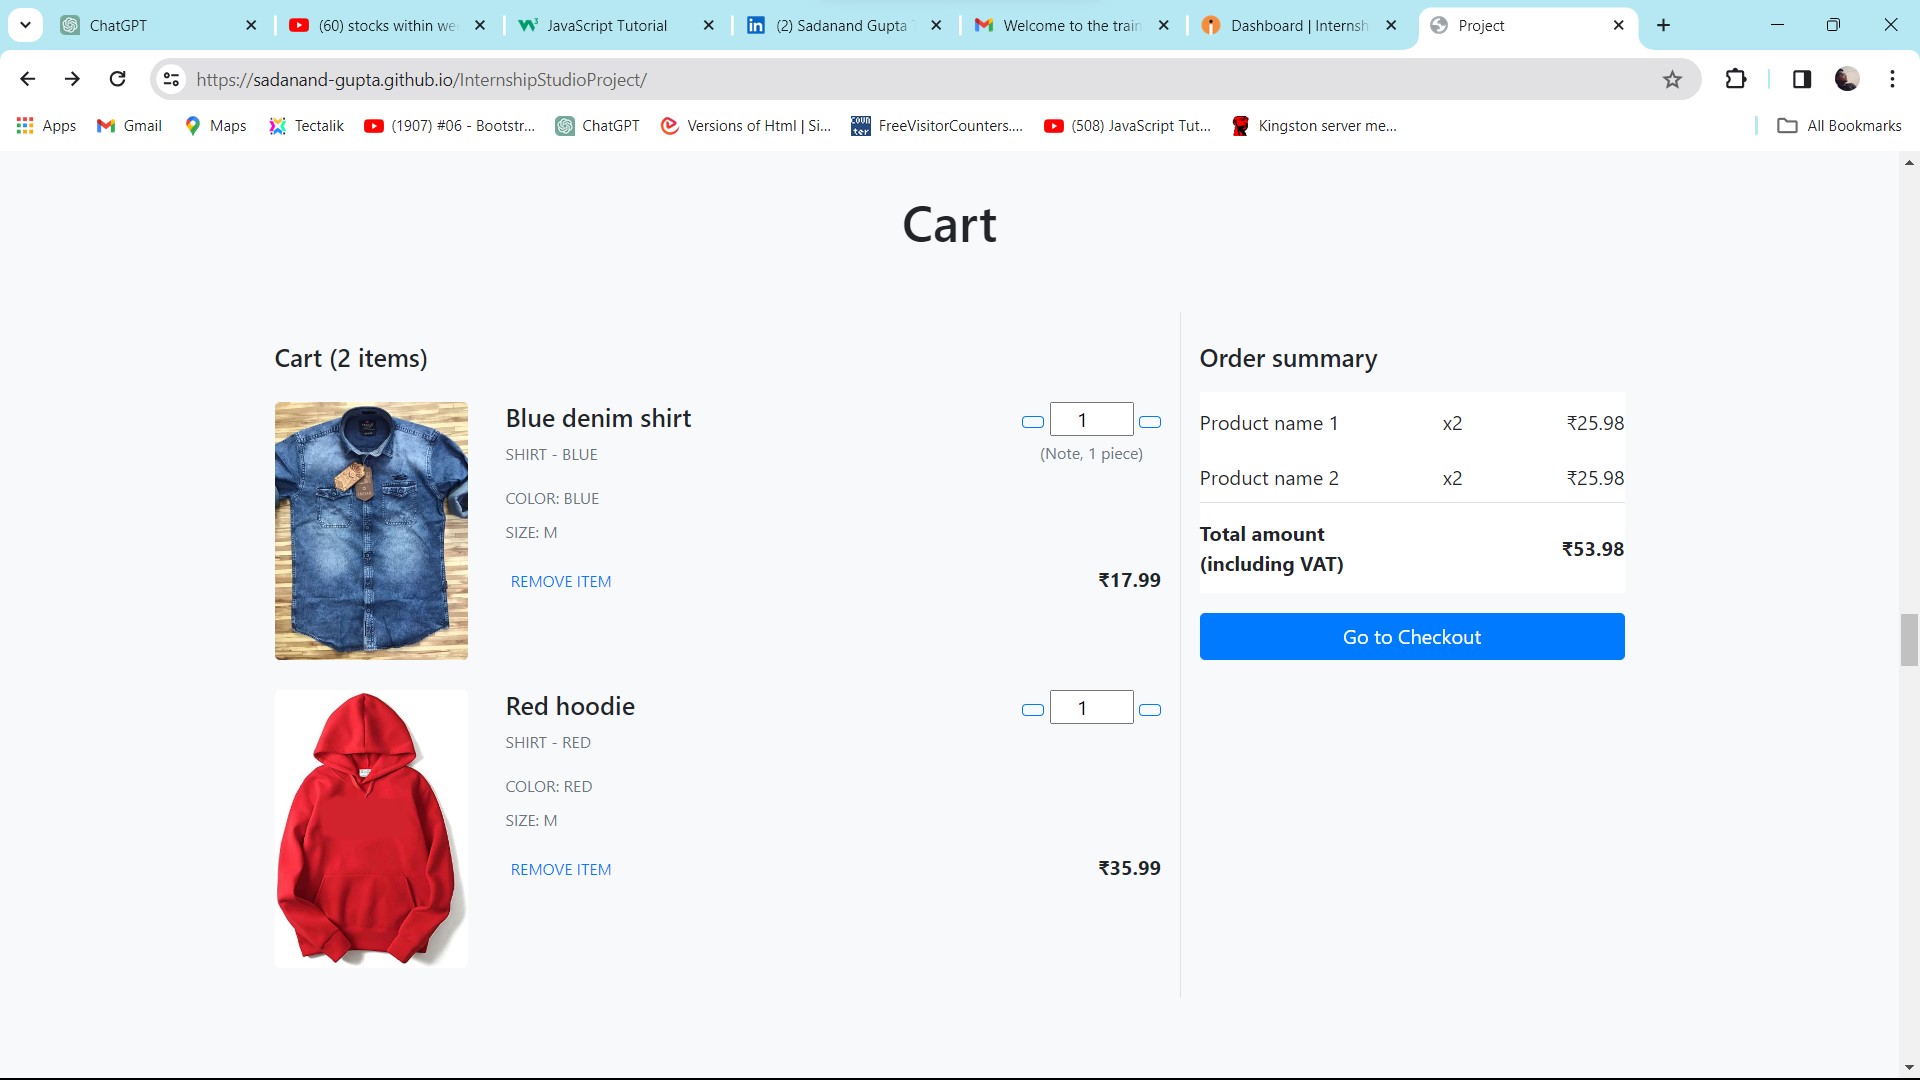 ChatGPT
(60) stocks within we
JavaScript Tutorial
(2) Sadanand Gupta
Welcome to the train
Dashboard | Internsh
Project
https://sadanand-gupta.github.io/InternshipStudioProject/
Apps
Gmail
Maps
Tectalik
(1907) #06 - Bootstr...
ChatGPT
Versions of Html | Si...
COUN
ter
FreeVisitorCounters....
(508) JavaScript Tut...
Kingston server me...
All Bookmarks
Cart
Cart (2 items)
Blue denim shirt
SHIRT - BLUE
COLOR: BLUE
SIZE: M
REMOVE ITEM
1
(Note, 1 piece)
₹17.99
Red hoodie
SHIRT - RED
COLOR: RED
SIZE: M
REMOVE ITEM
1
₹35.99
Order summary
Product name 1 x2 ₹25.98
Product name 2 x2 ₹25.98
Total amount
(including VAT) ₹53.98
Go to Checkout